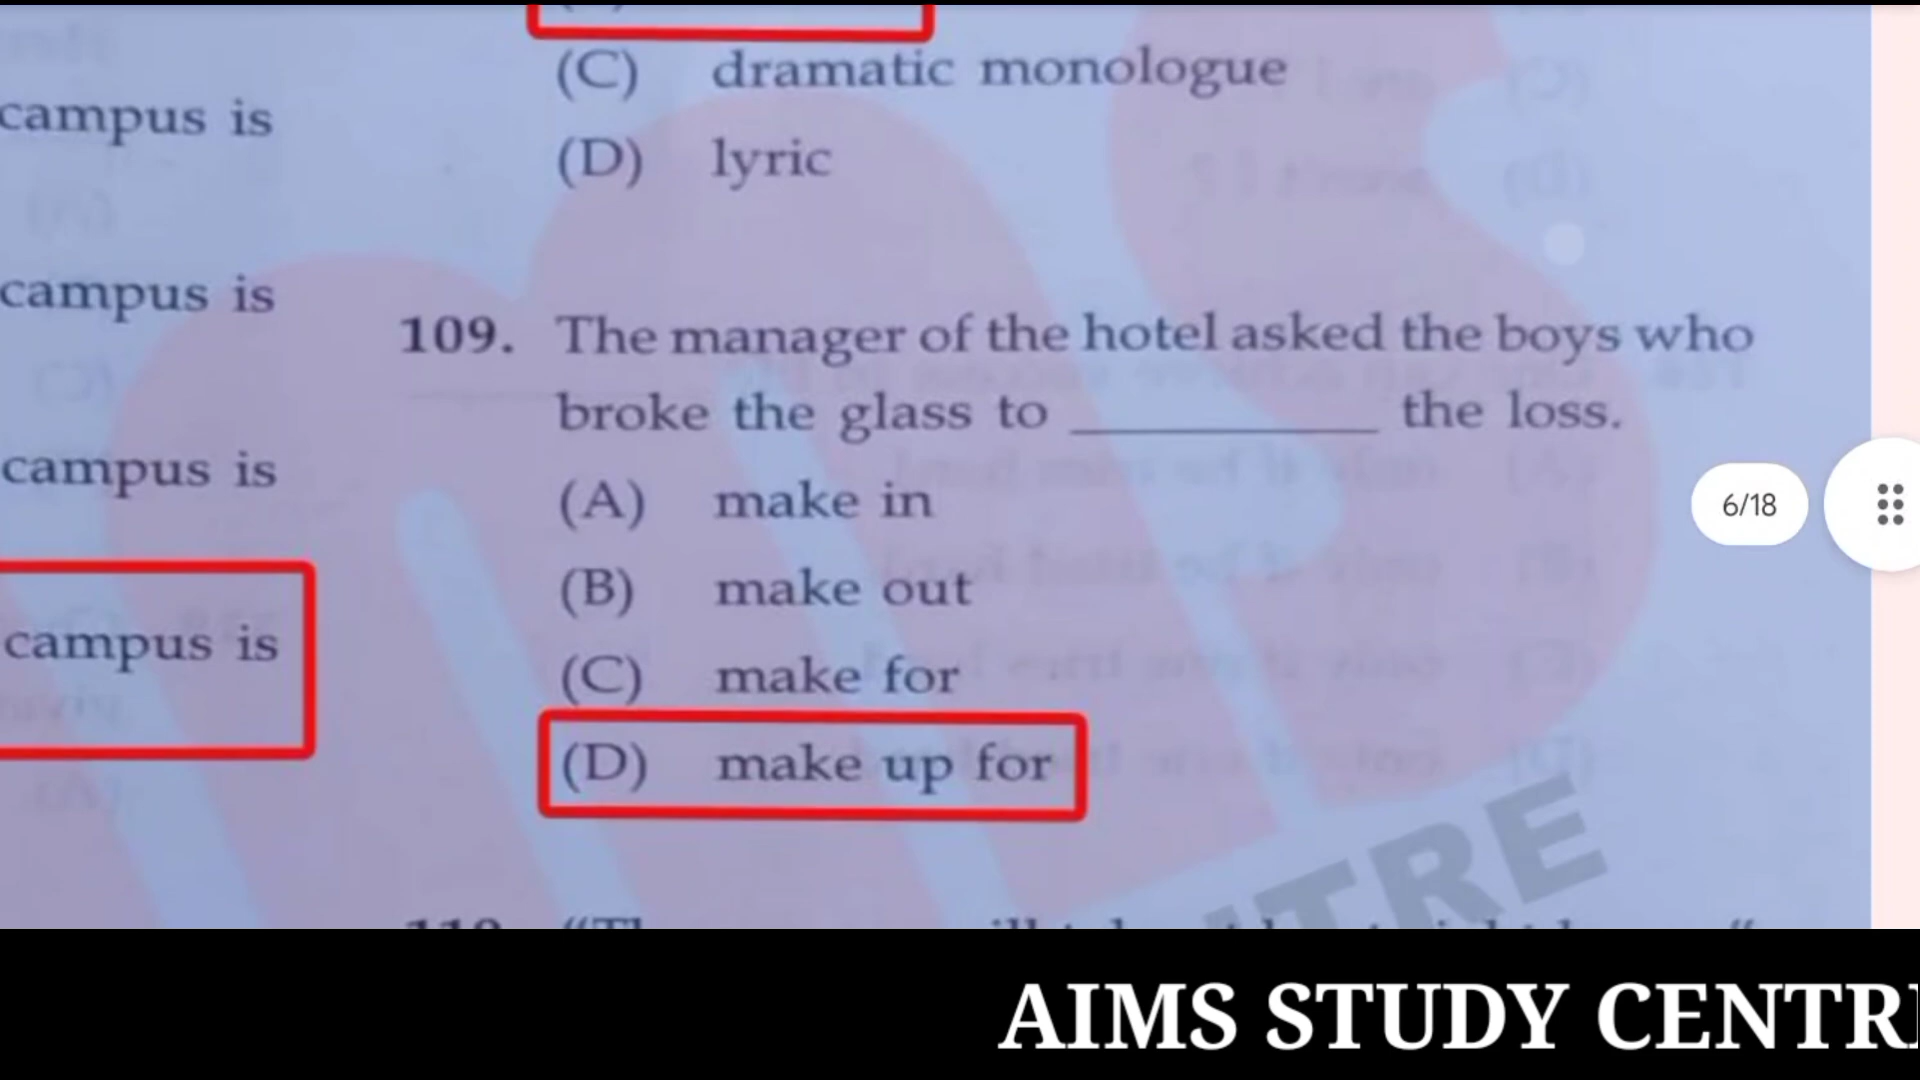 campus is
campus is
campus is
campus is
(C) dramatic monologue
(D) lyric
109. The manager of the hotel asked the boys who
broke the glass to __________ the loss.
(A) make in
(B) make out
(C) make for
(D) make up for
6/18
AIMS STUDY CENTR